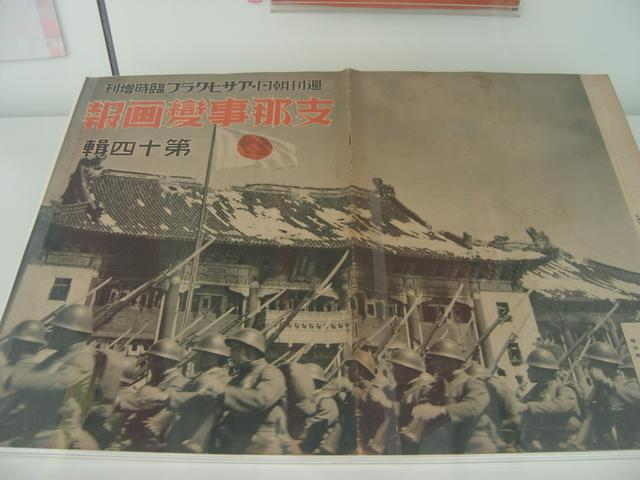 週刊朝日・アサヒグラフ臨時増刊
支那事變画報
第十四輯